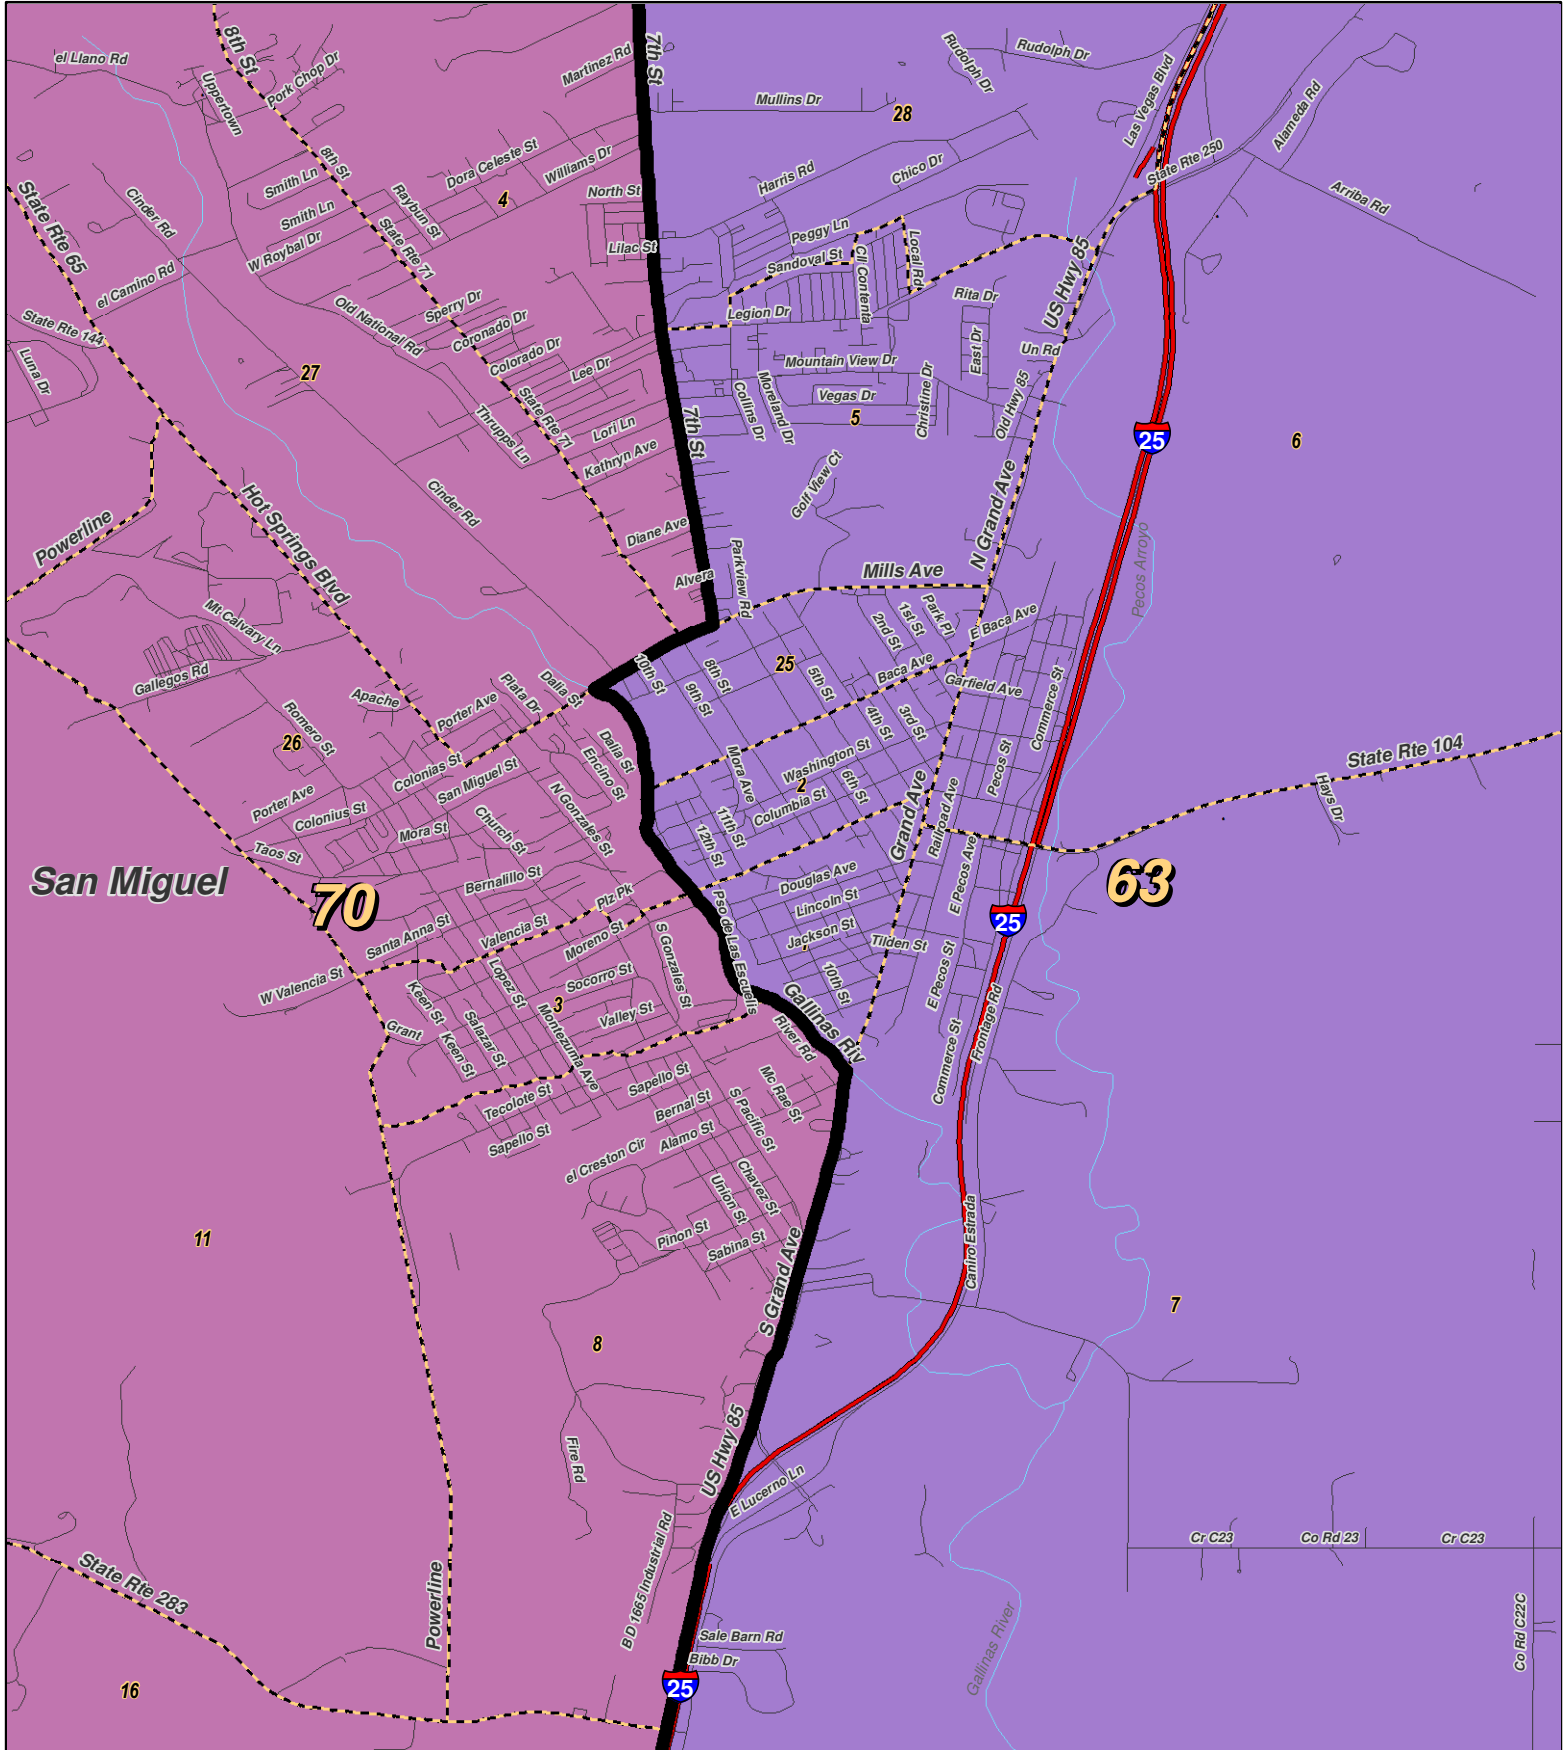 el Llano Rd
8th St
Uppertown
Pork Chop Dr
Martinez Rd
7th St
Rudolph Dr
Rudolph Dr
Las Vegas Blvd
Mullins Dr
28
Alameda Rd
State Rte 250
Arriba Rd
State Rte 65
Cinder Rd
Smith Ln
8th St
Smith Ln
Raybun St
Dora Celeste St
4
Williams Dr
North St
Harris Rd
Chico Dr
W Roybal Dr
State Rte 71
Lilac St
Peggy Ln
Sandoval St
Cll Contenta
Local Rd
US Hwy 85
el Camino Rd
State Rte 144
Luna Dr
Old National Rd
Sperry Dr
Coronado Dr
Colorado Dr
Lee Dr
Legion Dr
Rita Dr
East Dr
Un Rd
27
Mountain View Dr
Collins Dr
Moreland Dr
Vegas Dr
5
Christine Dr
Old Hwy 85
25
6
Thrupps Ln
State Rte 71
Lori Ln
Kathryn Ave
7th St
Golf View Ct
N Grand Ave
Powerline
Hot Springs Blvd
Cinder Rd
Diane Ave
Alvera
Parkview Rd
Mills Ave
Pecos Arroyo
Mt Calvary Ln
Gallegos Rd
2nd St
1st St
Park Pl
E Baca Ave
Apache
Romero St
26
Porter Ave
Plata Dr
Dalia St
10th St
9th St
8th St
25
5th St
Baca Ave
Garfield Ave
4th St
3rd St
Commerce St
Dalia St
Encino St
Colonias St
San Miguel St
N Gonzales St
Mora Ave
Washington St
2
6th St
Pecos St
State Rte 104
Hays Dr
Porter Ave
Colonius St
Mora St
Church St
Taos St
11th St
12th St
Columbia St
Grand Ave
Railroad Ave
E Pecos Ave
San Miguel
70
63
Bernalillo St
Plz Pk
Douglas Ave
Lincoln St
Jackson St
Tilden St
25
Santa Anna St
Valencia St
Moreno St
S Gonzales St
Pso de Las Escuelis
10th St
W Valencia St
Lopez St
Socorro St
Keen St
Salazar St
3
Valley St
Montezuma Ave
Gallinas Riv
River Rd
E Pecos St
Frontage Rd
Commerce St
Grant
Keen St
Tecolote St
Sapello St
Mc Rae St
Bernal St
S Pacific St
Sapello St
Alamo St
el Creston Cir
Chavez St
Union St
Pinon St
Sabina St
S Grand Ave
Caniro Estrada
11
8
7
US Hwy 85
Fire Rd
E Lucerno Ln
B D 1665 Industrial Rd
Cr C23
Co Rd 23
Cr C23
State Rte 283
Powerline
Sale Barn Rd
Bibb Dr
25
Gallinas River
Co Rd C22C
16